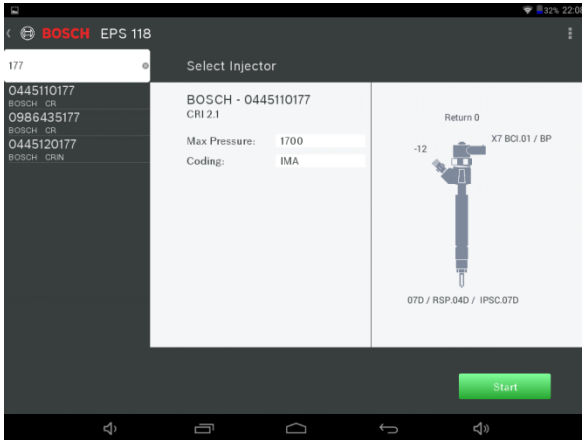 32% 22:08
BOSCH EPS 118
177
Select Injector
0445110177
BOSCH CR
0986435177
BOSCH CR
0445120177
BOSCH CRIN
BOSCH - 0445110177
CRI 2.1
Max Pressure: 1700
Coding: IMA
Return 0
-12
X7 BCI.01 / BP
07D / RSP.04D / IPSC.07D
Start